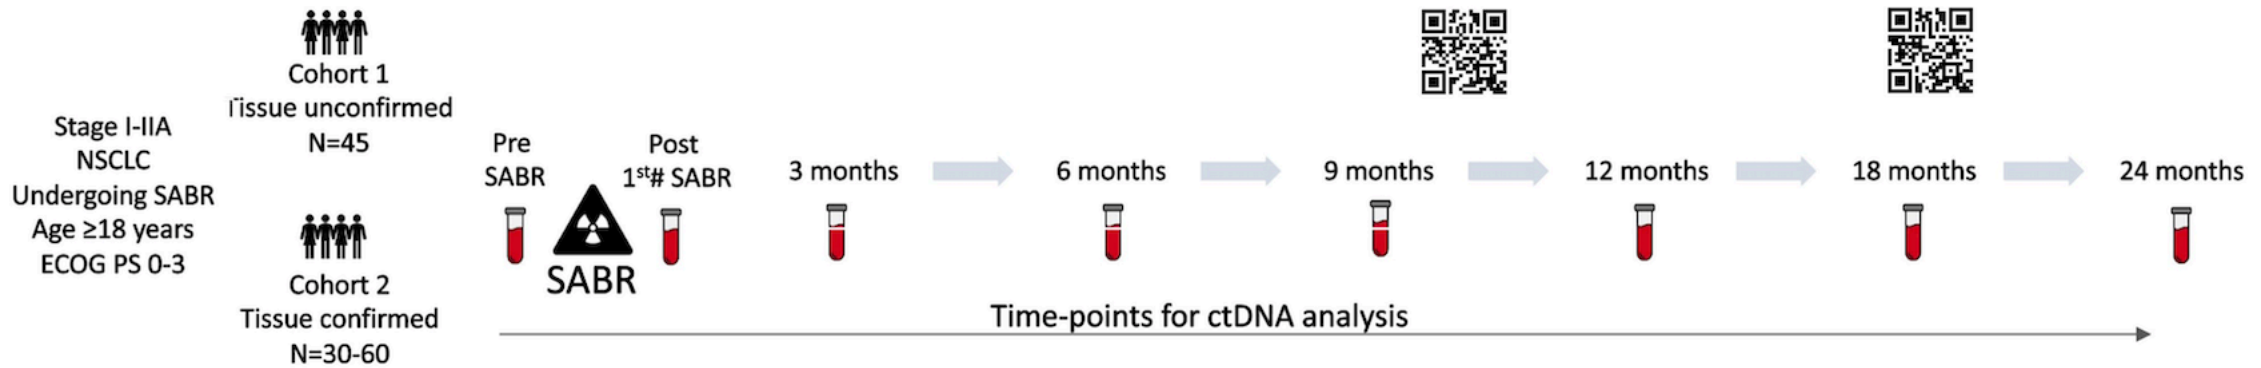 Stage I-IIA
NSCLC
Undergoing SABR
Age ≥18 years
ECOG PS 0-3
Cohort 1
Tissue unconfirmed
N=45
Cohort 2
Tissue confirmed
N=30-60
Pre
SABR
SABR
Post
1st# SABR
3 months
6 months
9 months
12 months
18 months
24 months
Time-points for ctDNA analysis